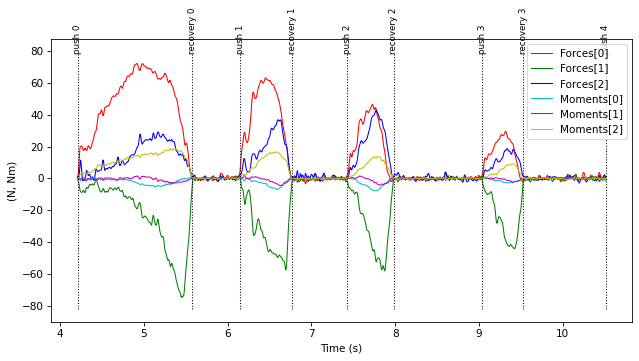 push 0
recovery 0
push 1
recovery 1
push 2
recovery 2
push 3
recovery 3
sh 4
Forces[0]
Forces[1]
Forces[2]
Moments[0]
Moments[1]
Moments[2]
(N, Nm)
80
60
40
20
0
−20
−40
−60
−80
4
5
6
7
8
9
10
Time (s)